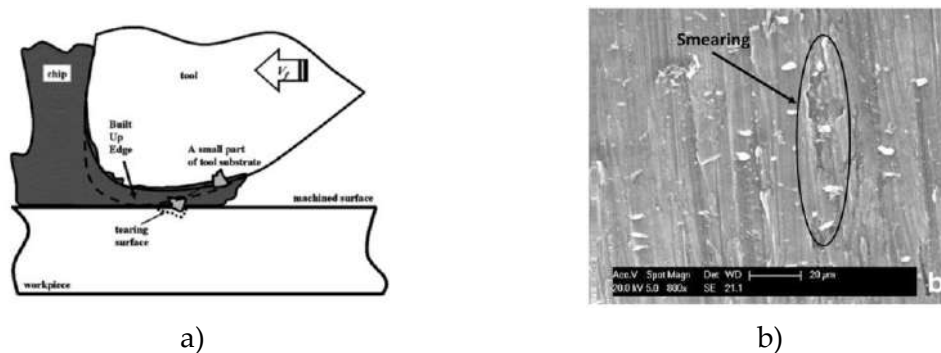 chip
tool
Vf
Built
Up
Edge
A small part
of tool substrate
machined surface
tearing
surface
workpiece
a)
Smearing
Acc.V Spot Magn Det WD 20 µm
20.0 kV 5.0 800x SE 21.1
b
b)